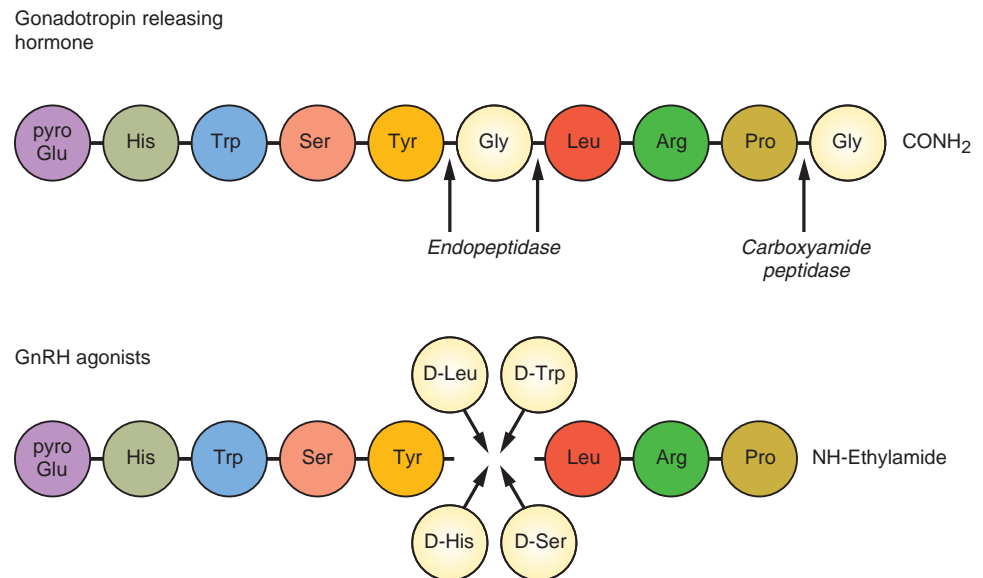 Gonadotropin releasing
hormone
pyro
Glu
His
Trp
Ser
Tyr
Gly
Leu
Arg
Pro
Gly
CONH2
Endopeptidase
Carboxyamide
peptidase
GnRH agonists
D-Leu
D-Trp
pyro
Glu
His
Trp
Ser
Tyr
Leu
Arg
Pro
NH-Ethylamide
D-His
D-Ser